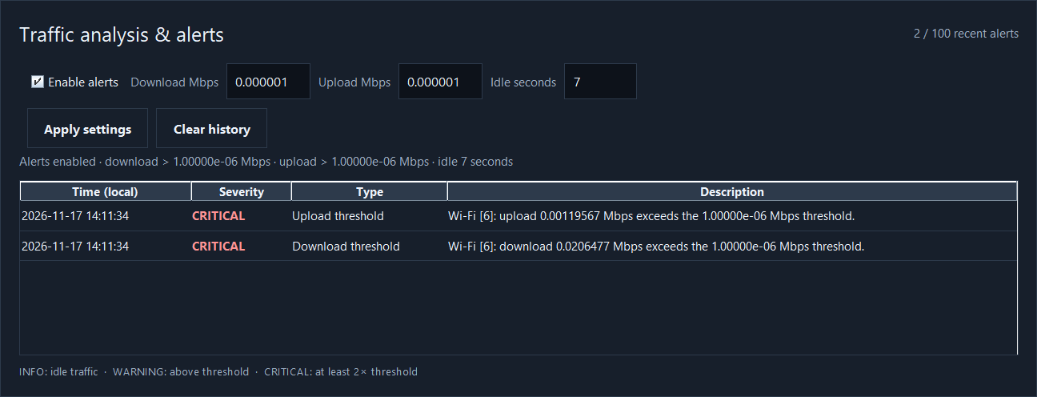 Traffic analysis & alerts
2 / 100 recent alerts
Enable alerts Download Mbps 0.000001 Upload Mbps 0.000001 Idle seconds 7
Apply settings Clear history
Alerts enabled · download > 1.00000e-06 Mbps · upload > 1.00000e-06 Mbps · idle 7 seconds
Time (local) Severity Type Description
2026-11-17 14:11:34 CRITICAL Upload threshold Wi-Fi [6]: upload 0.00119567 Mbps exceeds the 1.00000e-06 Mbps threshold.
2026-11-17 14:11:34 CRITICAL Download threshold Wi-Fi [6]: download 0.0206477 Mbps exceeds the 1.00000e-06 Mbps threshold.
INFO: idle traffic · WARNING: above threshold · CRITICAL: at least 2× threshold